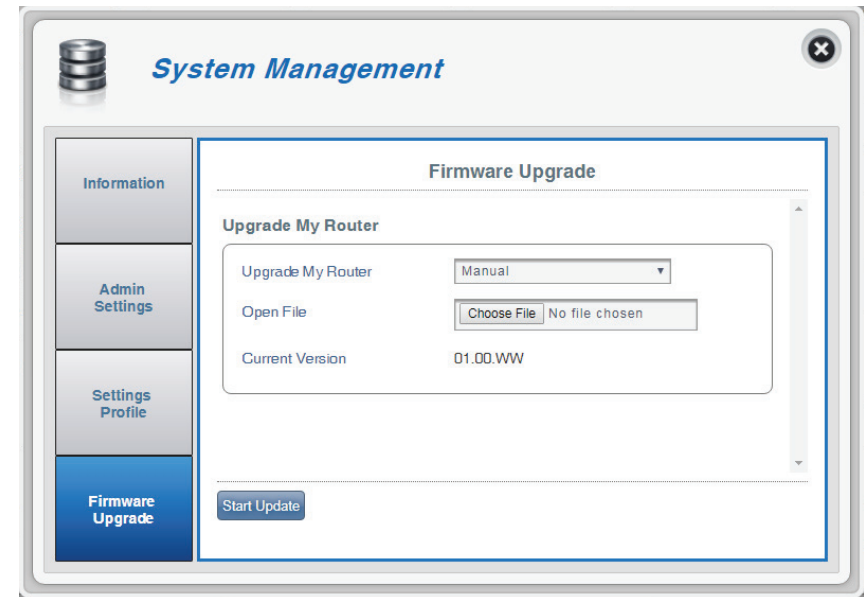 System Management
Information
Admin
Settings
Settings
Profile
Firmware
Upgrade
Firmware Upgrade
Upgrade My Router
Upgrade My Router
Manual
Open File
Choose File No file chosen
Current Version
01.00.WW
Start Update